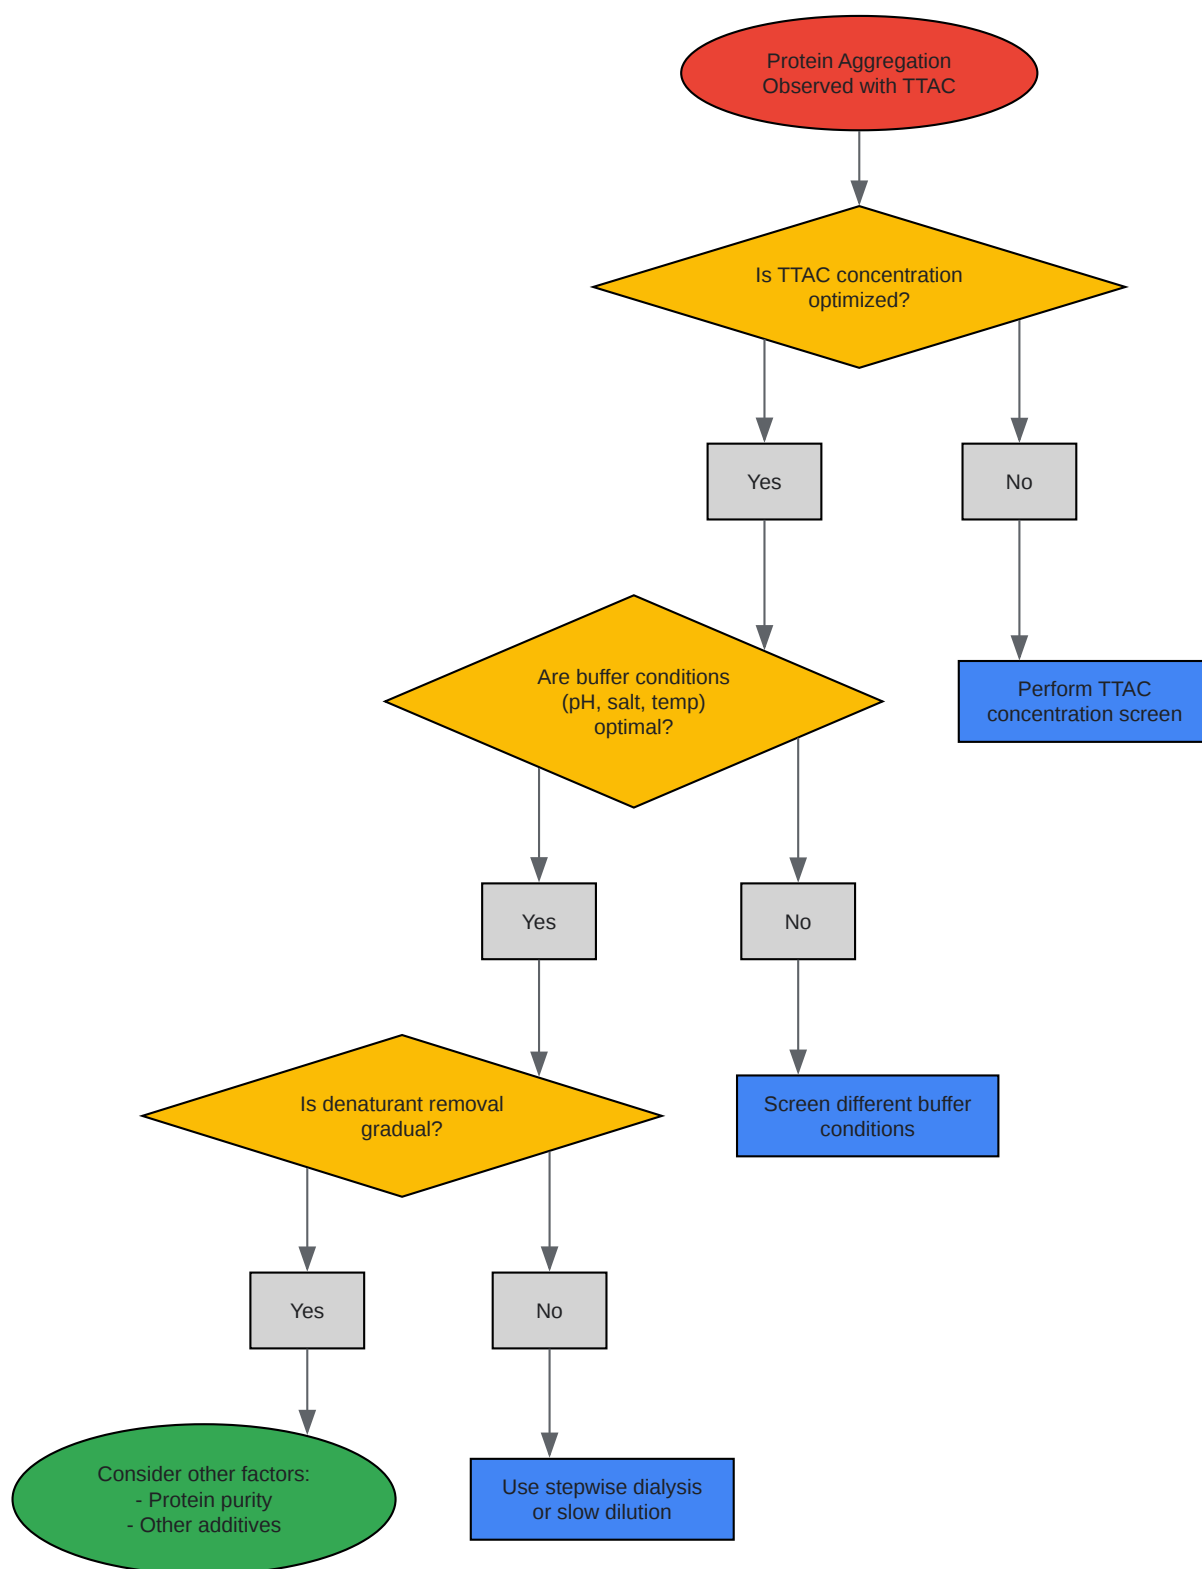 Protein Aggregation
Observed with TTAC
Is TTAC concentration
optimized?
Yes
No
Are buffer conditions
(pH, salt, temp)
optimal?
Perform TTAC
concentration screen
Yes
No
Is denaturant removal
gradual?
Screen different buffer
conditions
Yes
No
Consider other factors:
- Protein purity
- Other additives
Use stepwise dialysis
or slow dilution